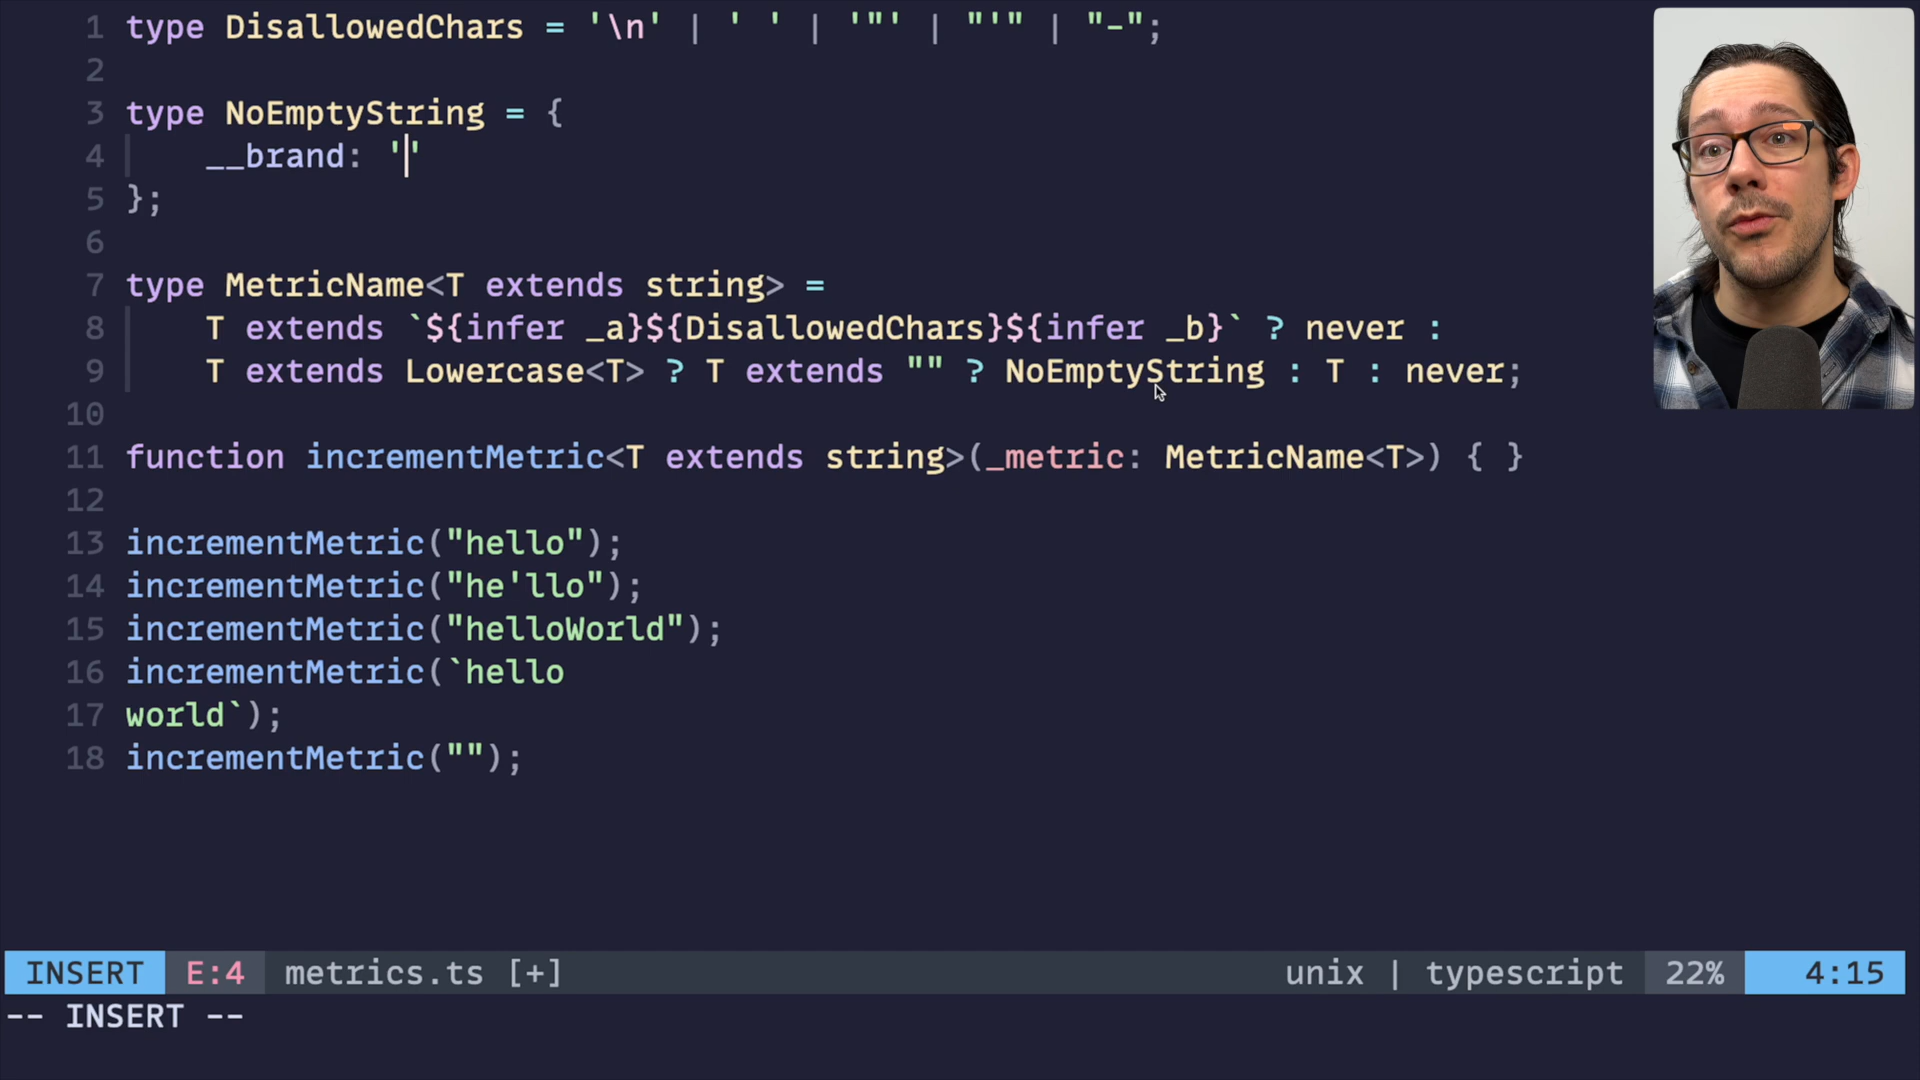 1 type DisallowedChars = '\n' | ' ' | '"' | "'" | "-";
2
3 type NoEmptyString = {
4     __brand: ''
5 };
6
7 type MetricName<T extends string> =
8     T extends `${infer _a}${DisallowedChars}${infer _b}` ? never :
9     T extends Lowercase<T> ? T extends "" ? NoEmptyString : T : never;
10
11 function incrementMetric<T extends string>(_metric: MetricName<T>) { }
12
13 incrementMetric("hello");
14 incrementMetric("he'llo");
15 incrementMetric("helloWorld");
16 incrementMetric(`hello
17 world`);
18 incrementMetric("");
INSERT E:4 metrics.ts [+] unix | typescript 22% 4:15
-- INSERT --